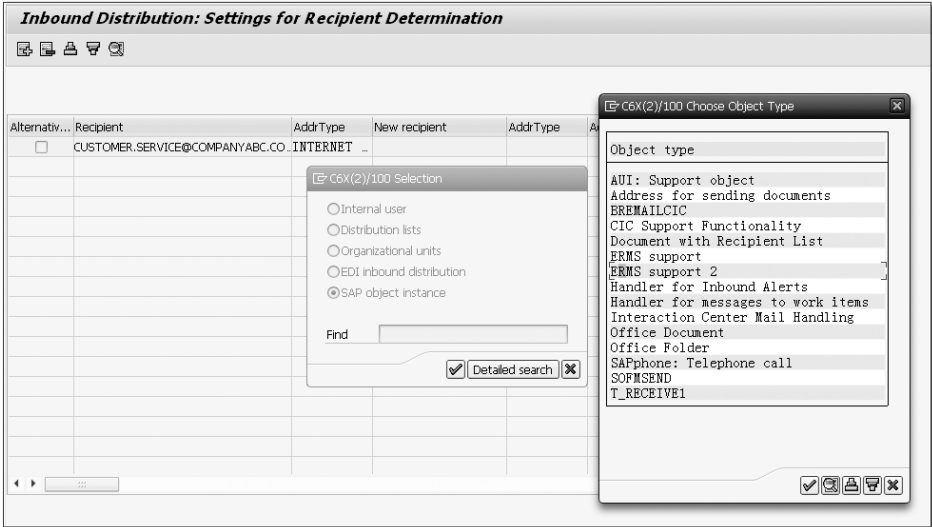 Inbound Distribution: Settings for Recipient Determination
C6X(2)/100 Choose Object Type
Alternativ... Recipient AddrType New recipient AddrType A
CUSTOMER.SERVICE@COMPANYABC.CO.. INTERNET ..
C6X(2)/100 Selection
Internal user
Distribution lists
Organizational units
EDI inbound distribution
SAP object instance
Find
Detailed search
Object type
AUI: Support object
Address for sending documents
BREMAILCIC
CIC Support Functionality
Document with Recipient List
ERMS support
ERMS support 2
Handler for Inbound Alerts
Handler for messages to work items
Interaction Center Mail Handling
Office Document
Office Folder
SAPphone: Telephone call
SOFMSEND
T_RECEIVE1